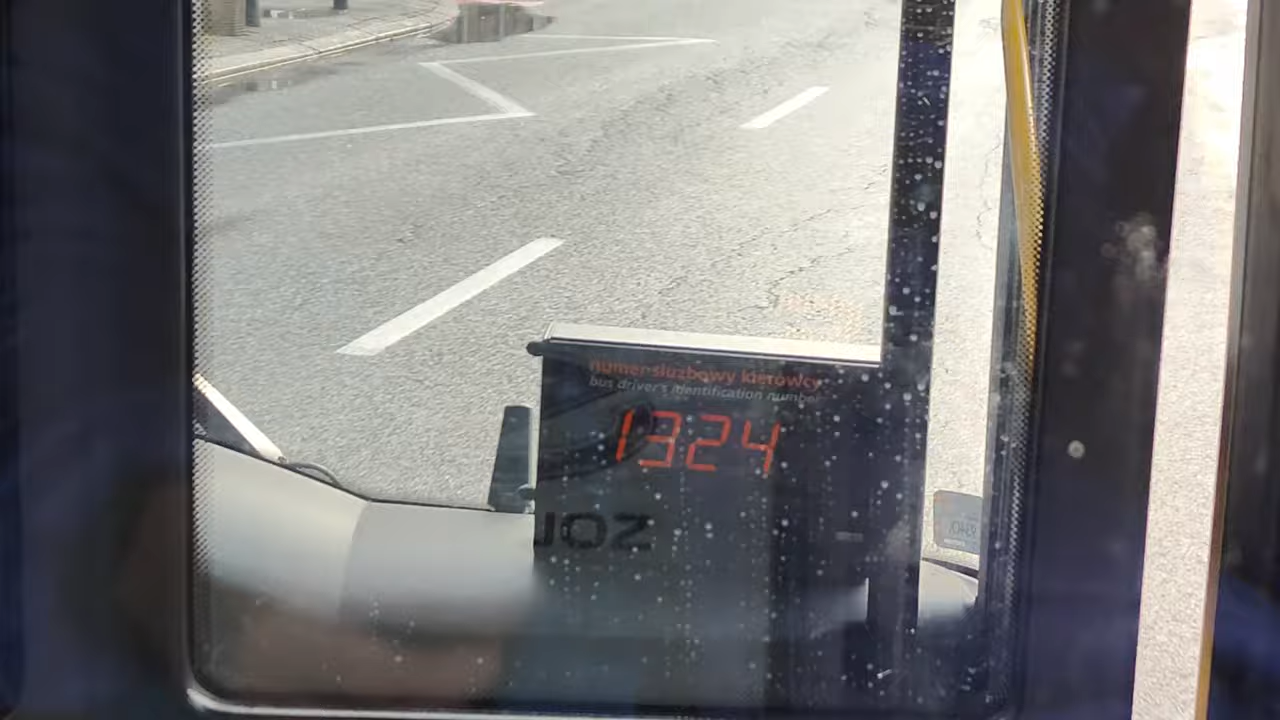 numer służbowy kierowcy:
bus driver's identification number
1324